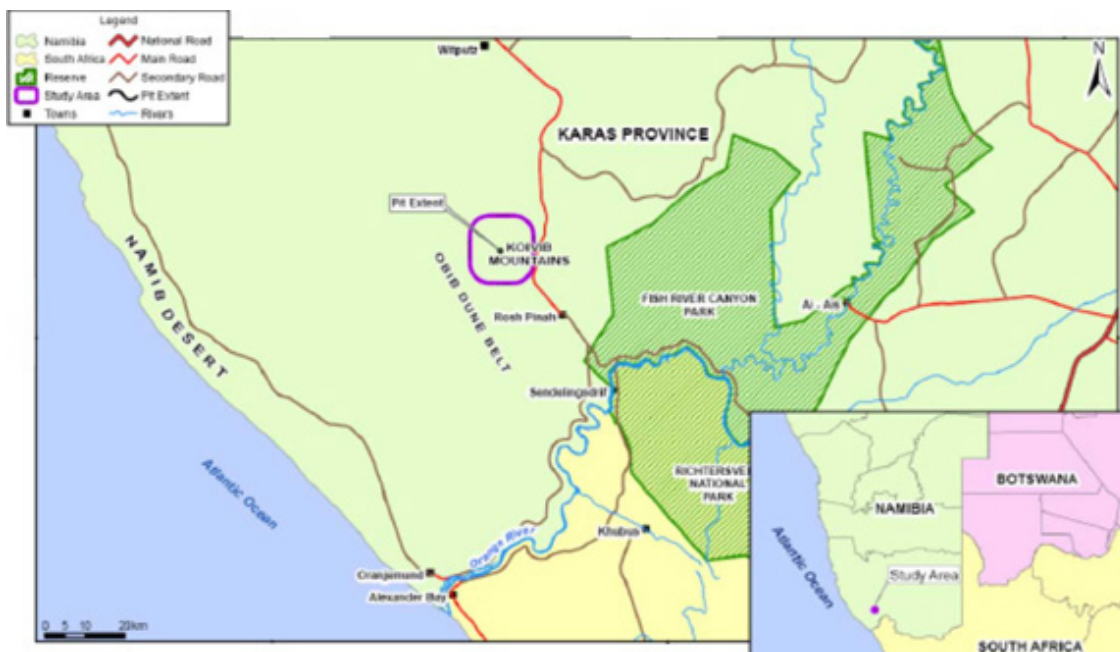 Legend
Namibia
National Road
South Africa
Main Road
Reserve
Secondary Road
Study Area
Pit Extent
Towns
Rivers
N
Witputz
KARAS PROVINCE
Pit Extent
KOIVIB
MOUNTAINS
NAMIB DESERT
OBIB DUNE BELT
FISH RIVER CANYON
PARK
Ai - Ais
Rosh Pinah
Sendelingsdrif
RICHTERSVE
NATIONAL
PARK
Atlantic Ocean
Khubus
Orange River
Oranjemund
Alexander Bay
0 5 10 20km
BOTSWANA
NAMIBIA
Atlantic Ocean
Study Area
SOUTH AFRICA